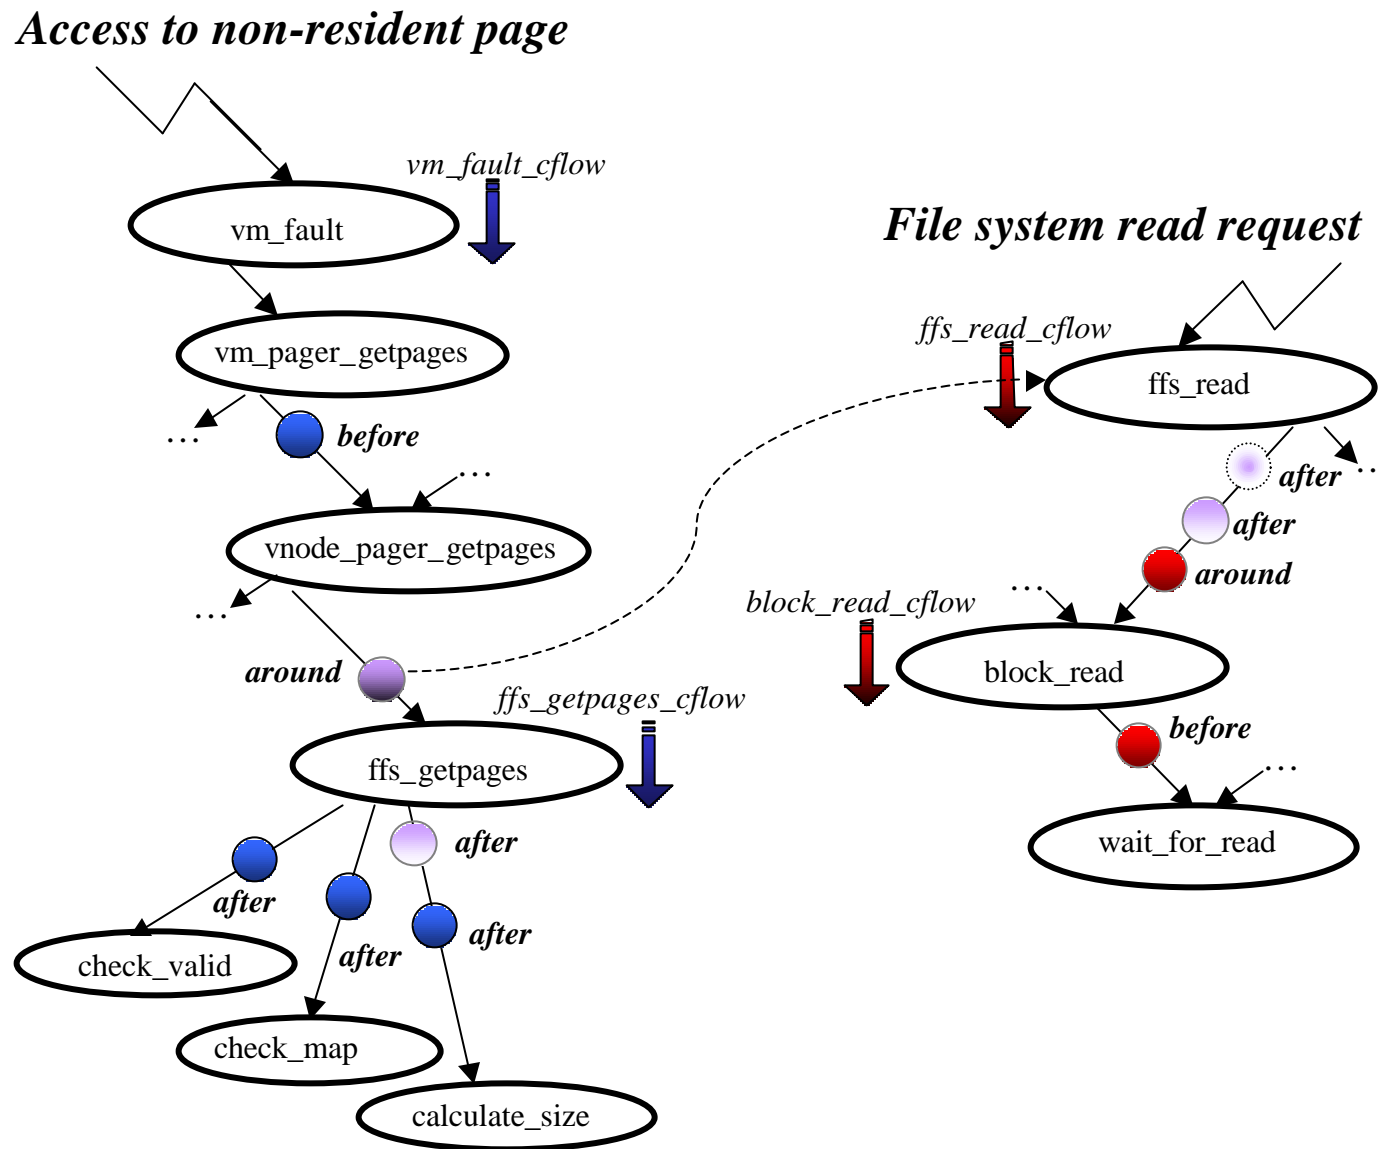 Access to non-resident page
vm_fault_cflow
vm_fault
File system read request
ffs_read_cflow
vm_pager_getpages
ffs_read
...
before
...
after
..
after
vnode_pager_getpages
around
...
block_read_cflow
...
around
block_read
ffs_getpages_cflow
before
ffs_getpages
...
after
wait_for_read
after
after
after
check_valid
check_map
calculate_size